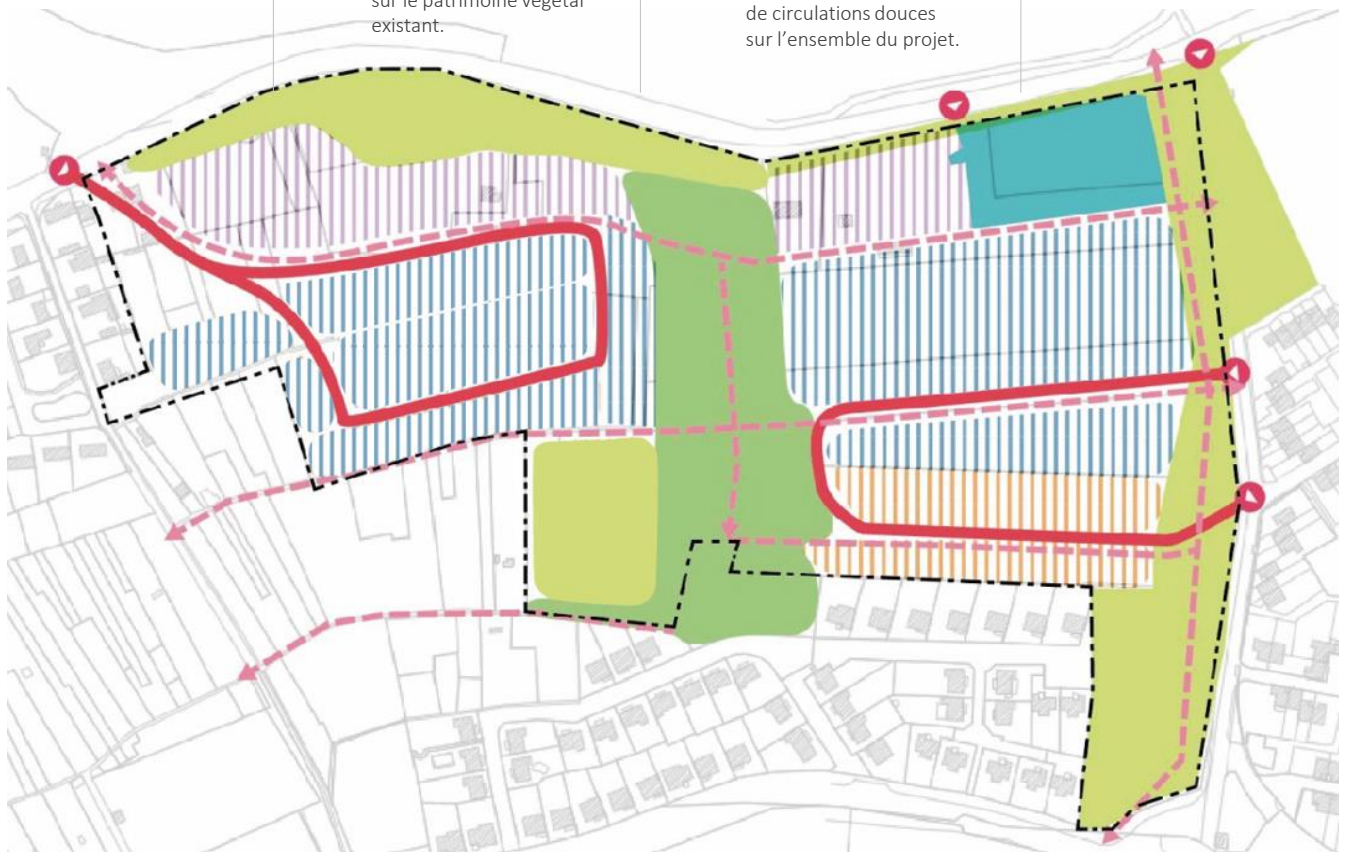 sur le patrimoine végétal
existant.
de circulations douces
sur l’ensemble du projet.